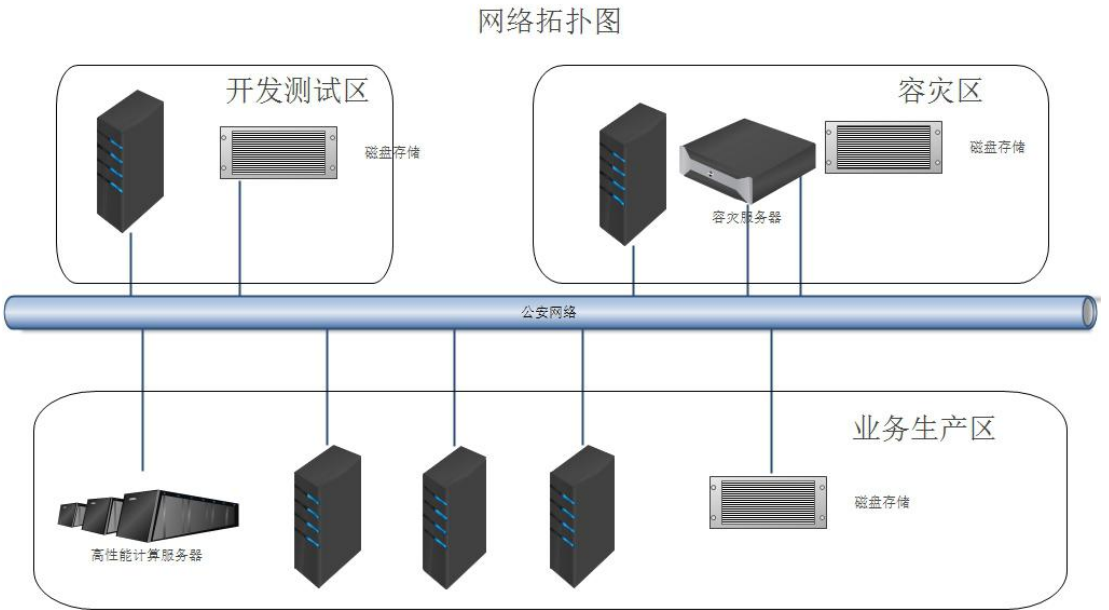 网络拓扑图
开发测试区
磁盘存储
容灾区
磁盘存储
容灾服务器
公安网络
业务生产区
高性能计算服务器
磁盘存储